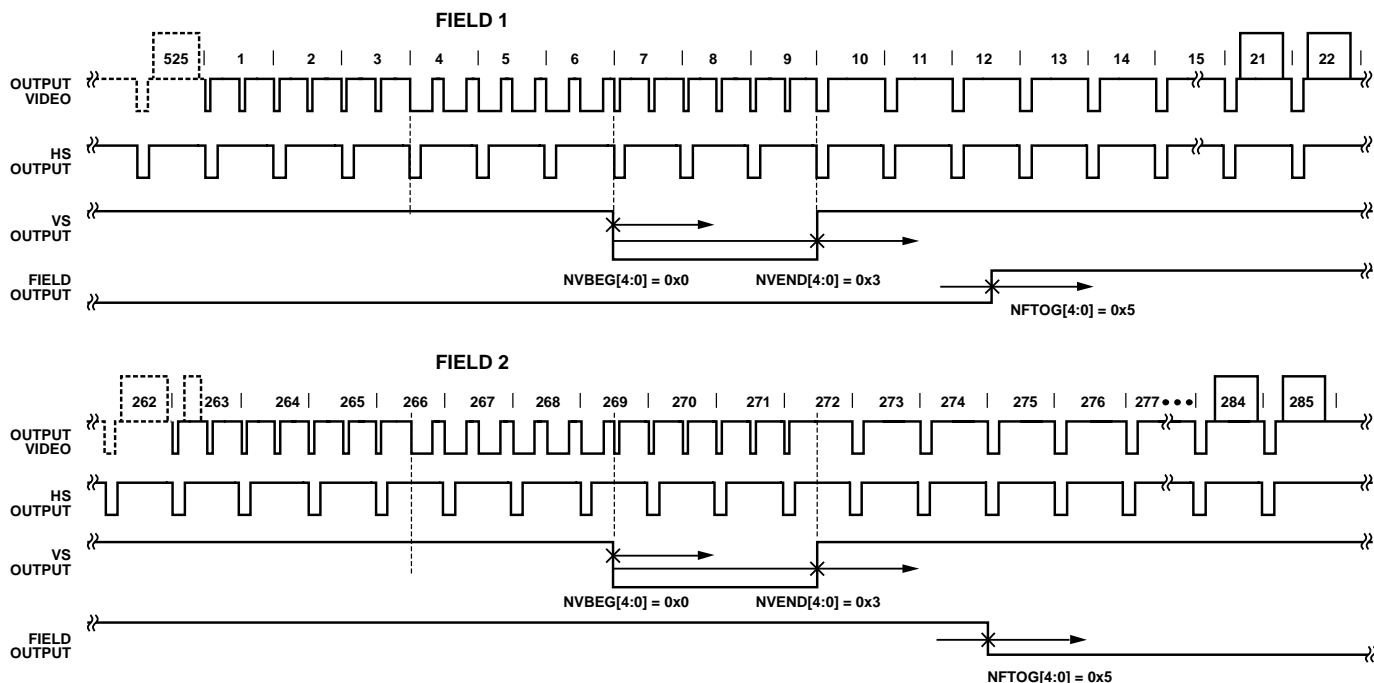 FIELD 1
525 1 2 3 4 5 6 7 8 9 10 11 12 13 14 15 21 22
OUTPUT
VIDEO
HS
OUTPUT
VS
OUTPUT
NVBEG[4:0] = 0x0 NVEND[4:0] = 0x3
FIELD
OUTPUT
NFTOG[4:0] = 0x5
FIELD 2
262 263 264 265 266 267 268 269 270 271 272 273 274 275 276 277 ••• 284 285
OUTPUT
VIDEO
HS
OUTPUT
VS
OUTPUT
NVBEG[4:0] = 0x0 NVEND[4:0] = 0x3
FIELD
OUTPUT
NFTOG[4:0] = 0x5